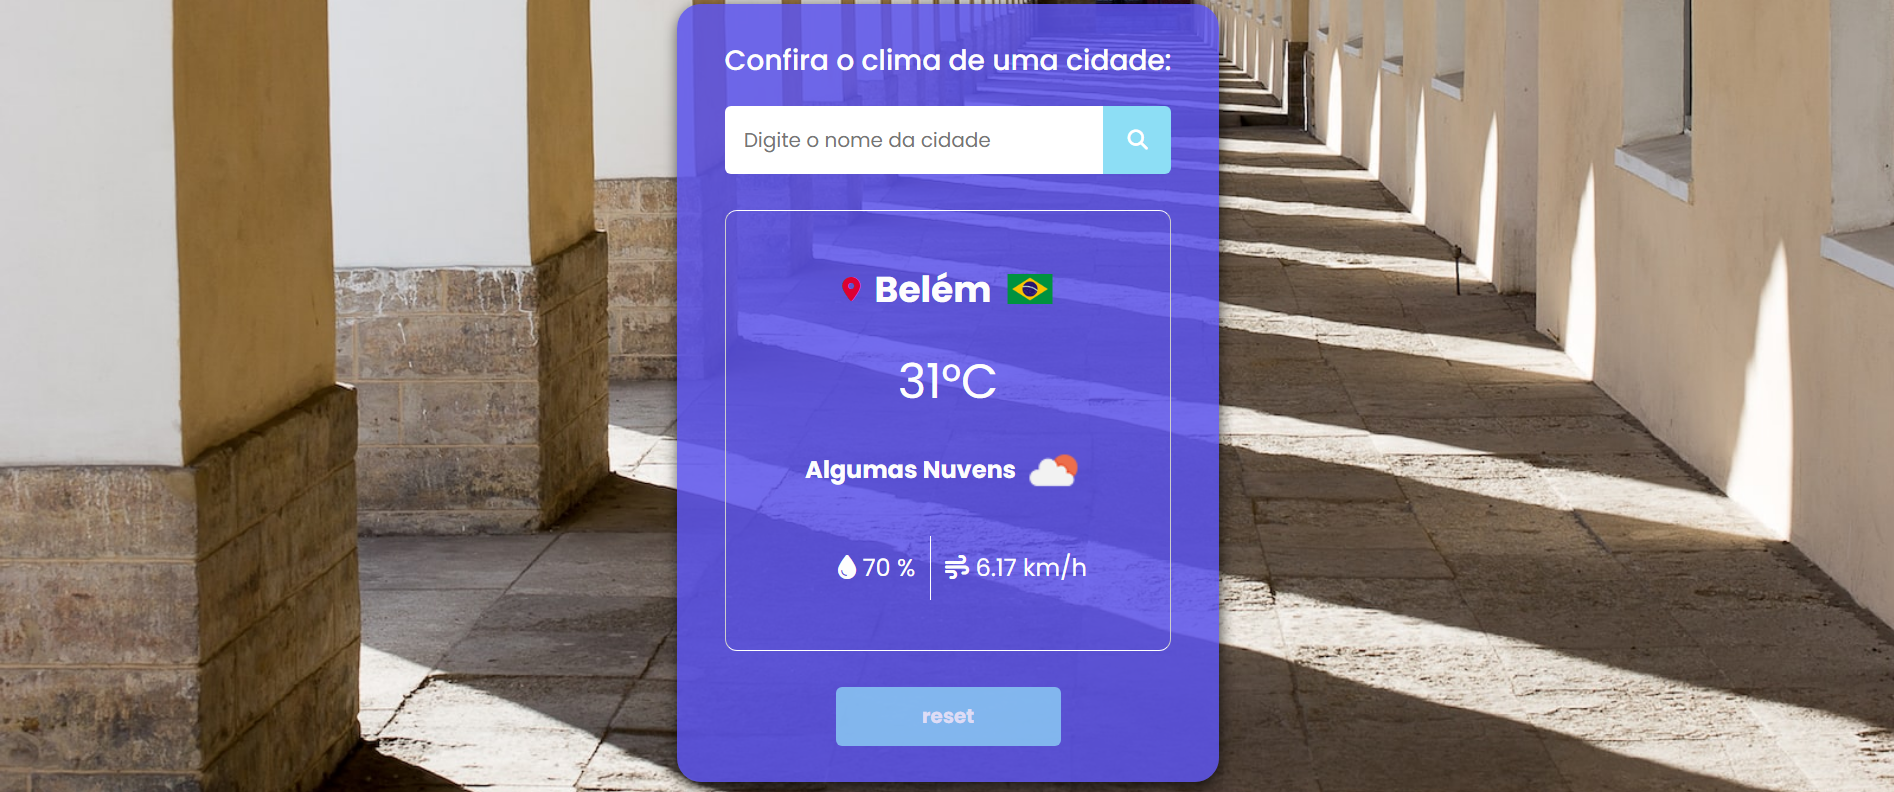 Confira o clima de uma cidade:
Digite o nome da cidade
Belém
31°C
Algumas Nuvens
70 % 6.17 km/h
reset